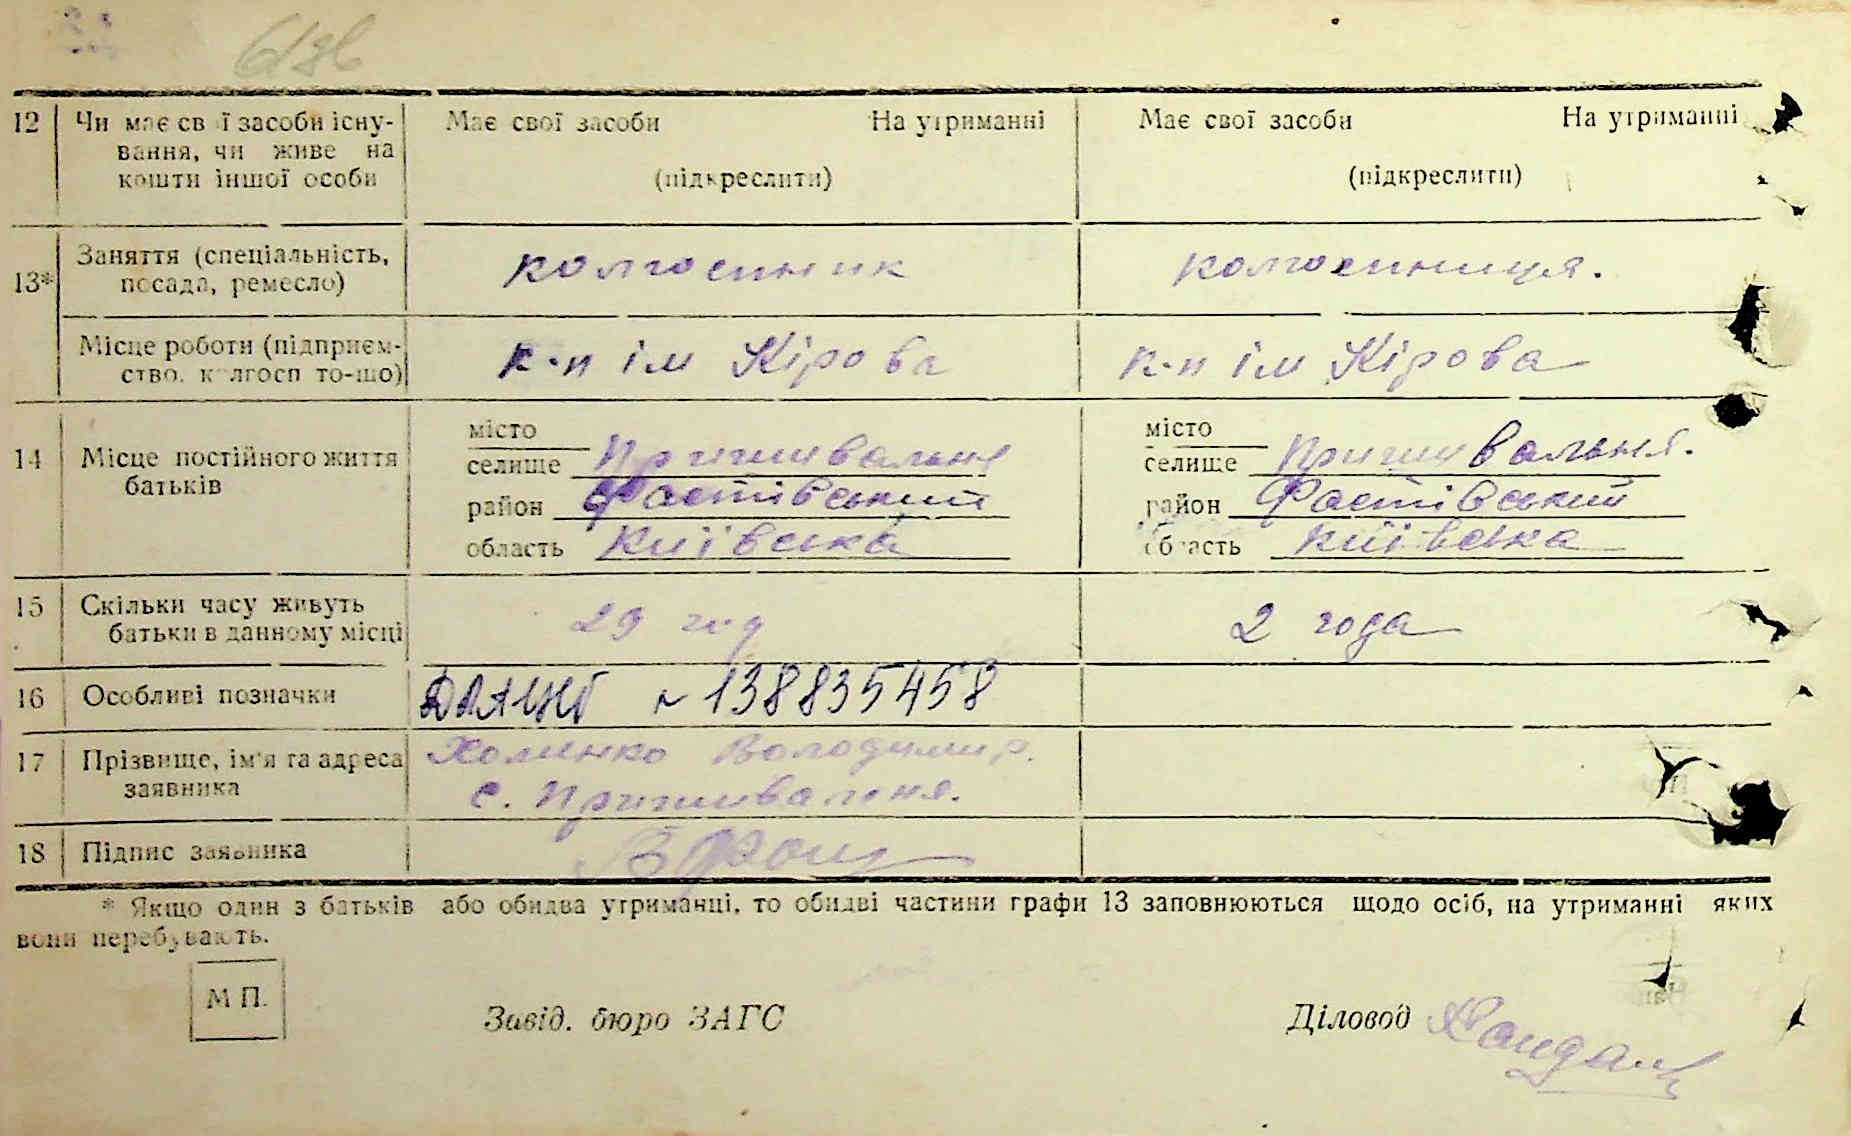 12 Чи має свої засоби існу- Має свої засоби На утриманні Має свої засоби На утриманні
вання, чи живе на
кошти іншої особи (підкреслити) (підкреслити)
13* Заняття (спеціальність, колгоспник колгоспниця.
посада, ремесло)
Місце роботи (підприєм- к-п ім Кірова к-п ім Кірова
ство, колгосп то-що)
місто місто
14 Місце постійного життя селище Пришивальня селище Пришивальня.
батьків район Фастівський район Фастівський
область Київська область Київська
15 Скільки часу живуть 29 год 2 года
батьки в данному місці
16 Особливі позначки N 138835458
17 Прізвище, ім'я та адреса Хоменко Володимир.
заявника с. Пришивальня.
18 Підпис заявника
* Якщо один з батьків або обидва утриманці, то обидві частини графи 13 заповнюються щодо осіб, на утриманні яких
вони перебувають.
М П.
Завід. бюро ЗАГС Діловод